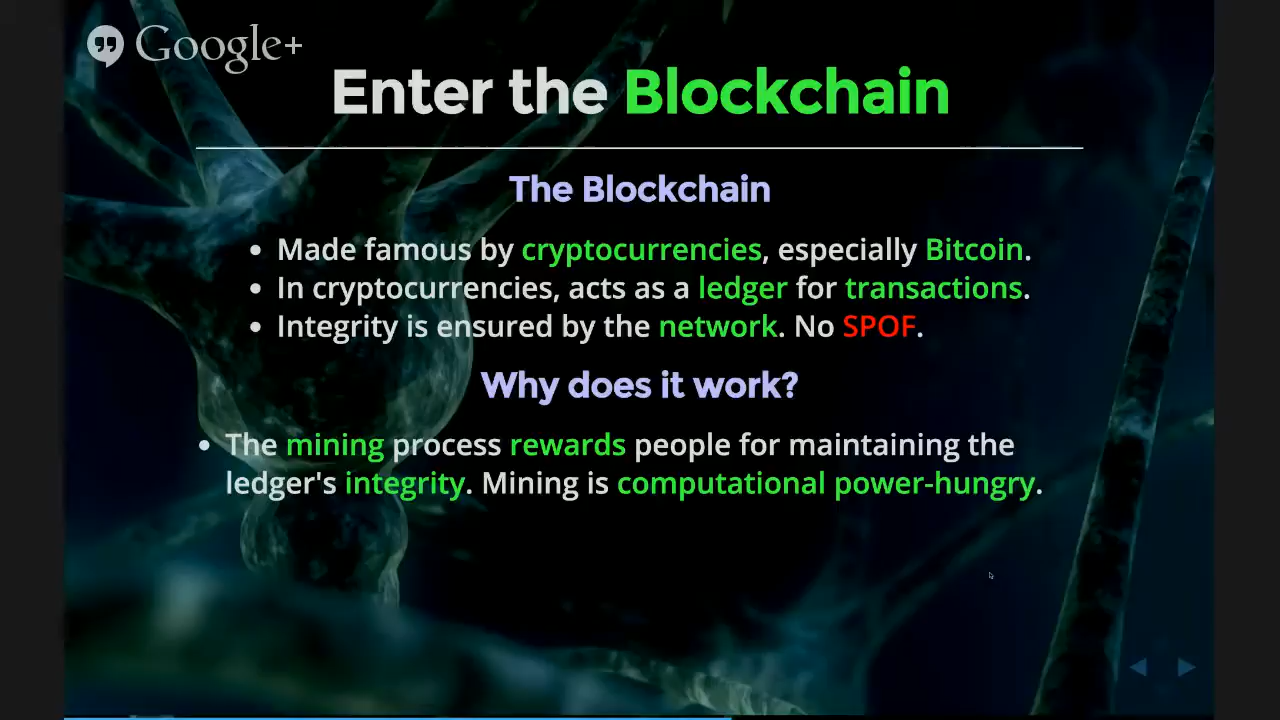 Google+
Enter the Blockchain
The Blockchain
• Made famous by cryptocurrencies, especially Bitcoin.
• In cryptocurrencies, acts as a ledger for transactions.
• Integrity is ensured by the network. No SPOF.
Why does it work?
• The mining process rewards people for maintaining the
ledger's integrity. Mining is computational power-hungry.